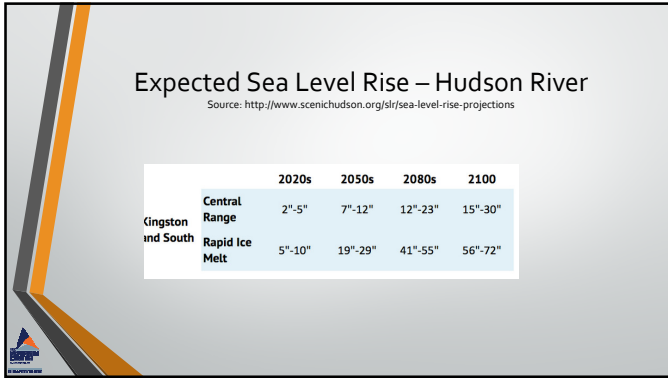 Expected Sea Level Rise – Hudson River
Source: http://www.scenichudson.org/slr/sea-level-rise-projections
2020s 2050s 2080s 2100
Kingston and South
Central Range 2"-5" 7"-12" 12"-23" 15"-30"
Rapid Ice Melt 5"-10" 19"-29" 41"-55" 56"-72"